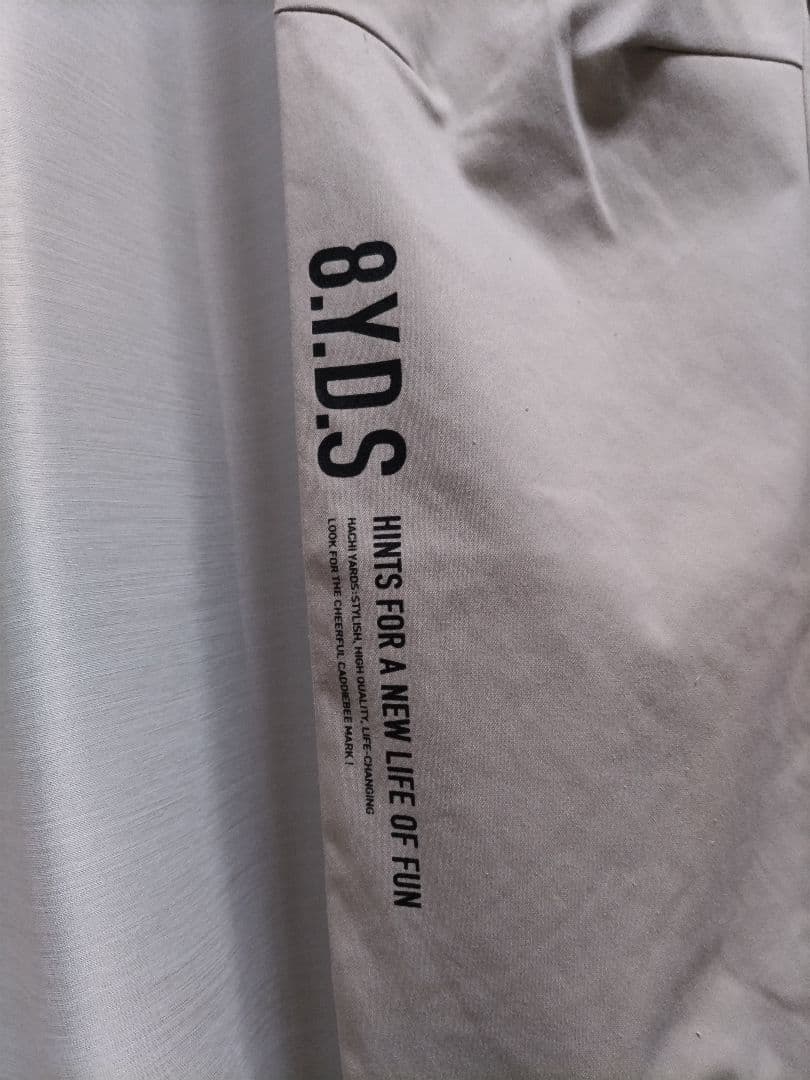 8.Y.D.S
HINTS FOR A NEW LIFE OF FUN
HACHI YARDS:STYLISH, HIGH QUALITY, LIFE-CHANGING
LOOK FOR THE CHEERFUL CADDIEBEE MARK!